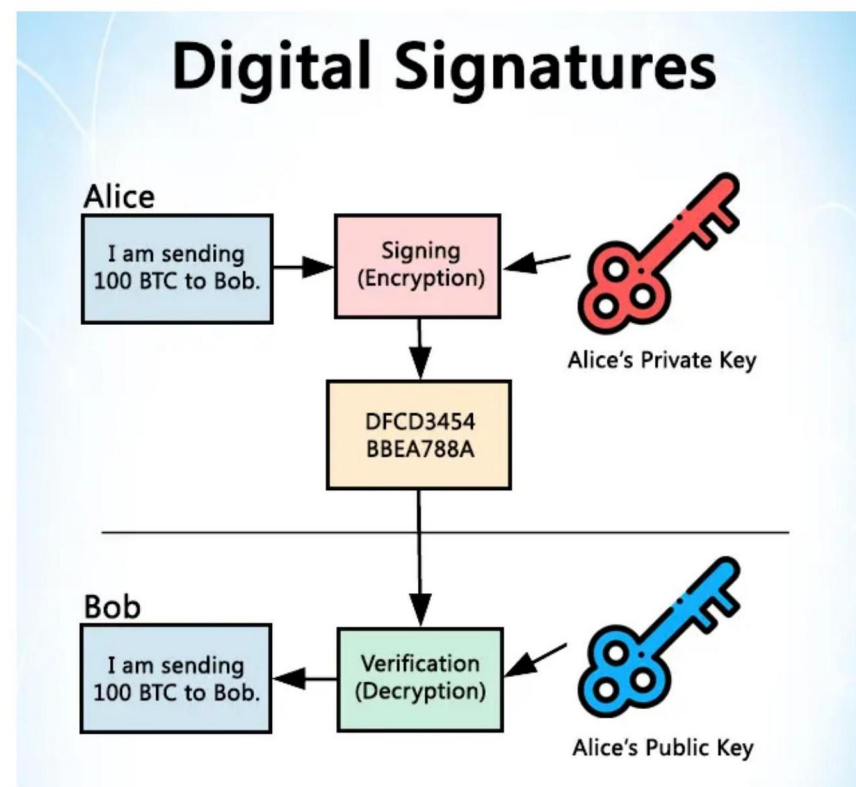 Digital Signatures
Alice
I am sending
100 BTC to Bob.
Signing
(Encryption)
Alice's Private Key
DFCD3454
BBEA788A
Bob
I am sending
100 BTC to Bob.
Verification
(Decryption)
Alice's Public Key